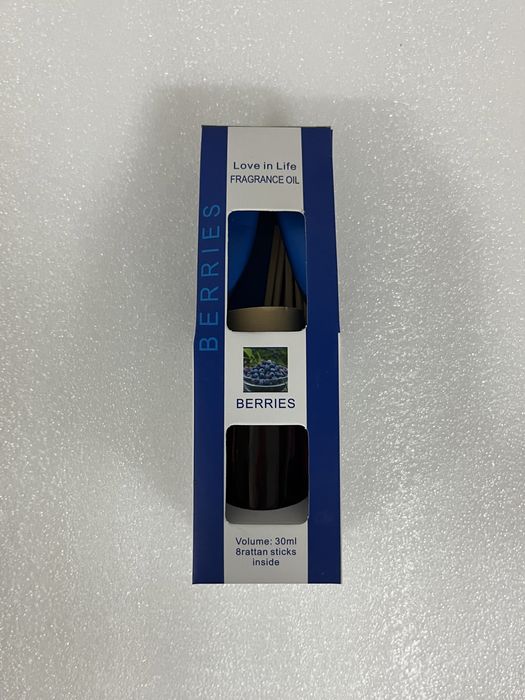 Love in Life
FRAGRANCE OIL
BERRIES
BERRIES
Volume: 30ml
8rattan sticks
inside